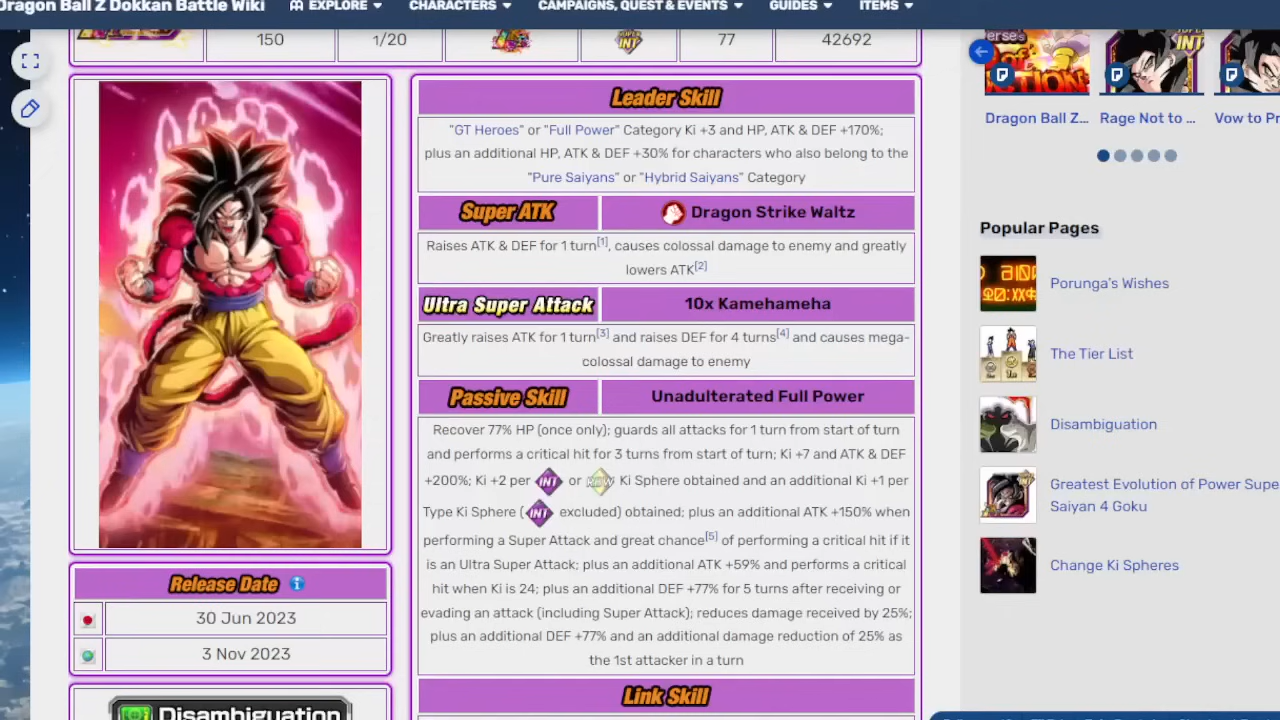 Dragon Ball Z Dokkan Battle Wiki
EXPLORE
CHARACTERS
CAMPAIGNS, QUEST & EVENTS
GUIDES
ITEMS
150
1/20
SUPER INT
77
42692
Leader Skill
"GT Heroes" or "Full Power" Category Ki +3 and HP, ATK & DEF +170%;
plus an additional HP, ATK & DEF +30% for characters who also belong to the
"Pure Saiyans" or "Hybrid Saiyans" Category
Super ATK
Dragon Strike Waltz
Raises ATK & DEF for 1 turn[1], causes colossal damage to enemy and greatly
lowers ATK[2]
Ultra Super Attack
10x Kamehameha
Greatly raises ATK for 1 turn[3] and raises DEF for 4 turns[4] and causes mega-
colossal damage to enemy
Passive Skill
Unadulterated Full Power
Recover 77% HP (once only); guards all attacks for 1 turn from start of turn
and performs a critical hit for 3 turns from start of turn; Ki +7 and ATK & DEF
+200%; Ki +2 per INT or RBW Ki Sphere obtained and an additional Ki +1 per
Type Ki Sphere (INT excluded) obtained; plus an additional ATK +150% when
performing a Super Attack and great chance[5] of performing a critical hit if it
is an Ultra Super Attack; plus an additional ATK +59% and performs a critical
hit when Ki is 24; plus an additional DEF +77% for 5 turns after receiving or
evading an attack (including Super Attack); reduces damage received by 25%;
plus an additional DEF +77% and an additional damage reduction of 25% as
the 1st attacker in a turn
Link Skill
Release Date
30 Jun 2023
3 Nov 2023
Disambiguation
Dragon Ball Z...
Rage Not to ...
Vow to Pr
Popular Pages
Porunga's Wishes
The Tier List
Disambiguation
Greatest Evolution of Power Supe
Saiyan 4 Goku
Change Ki Spheres